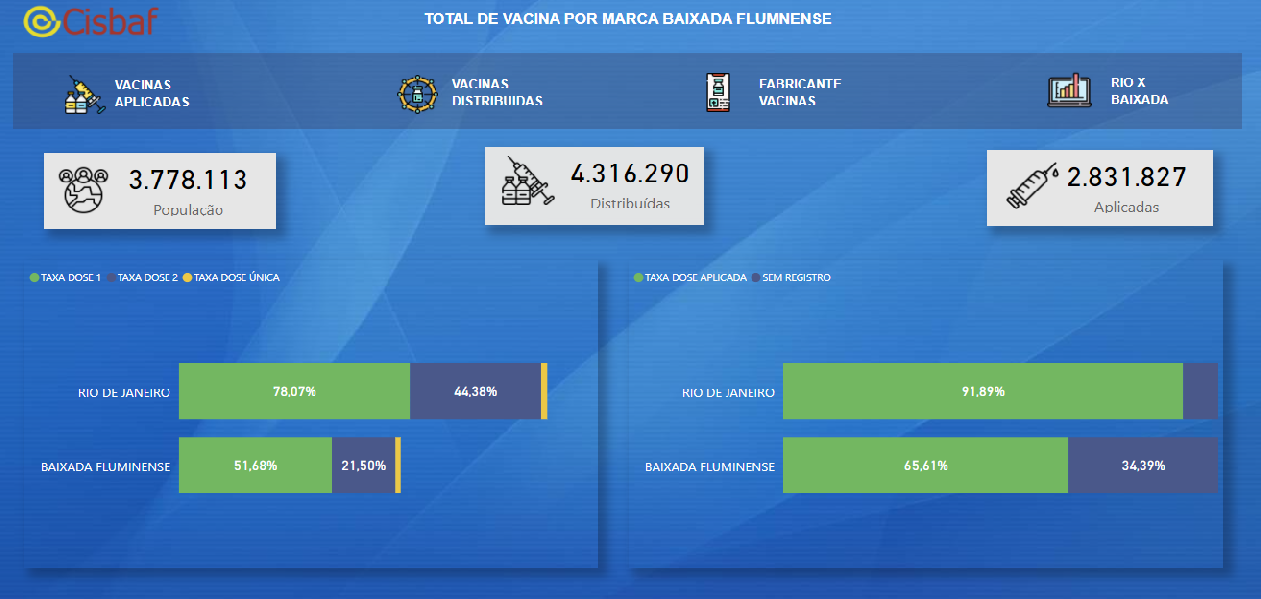 Cisbaf
TOTAL DE VACINA POR MARCA BAIXADA FLUMNENSE
VACINAS
APLICADAS
VACINAS
DISTRIBUIDAS
FABRICANTE
VACINAS
RIO X
BAIXADA
3.778.113
População
4.316.290
Distribuídas
2.831.827
Aplicadas
TAXA DOSE 1 TAXA DOSE 2 TAXA DOSE ÚNICA
RIO DE JANEIRO 78,07% 44,38%
BAIXADA FLUMINENSE 51,68% 21,50%
TAXA DOSE APLICADA SEM REGISTRO
RIO DE JANEIRO 91,89%
BAIXADA FLUMINENSE 65,61% 34,39%